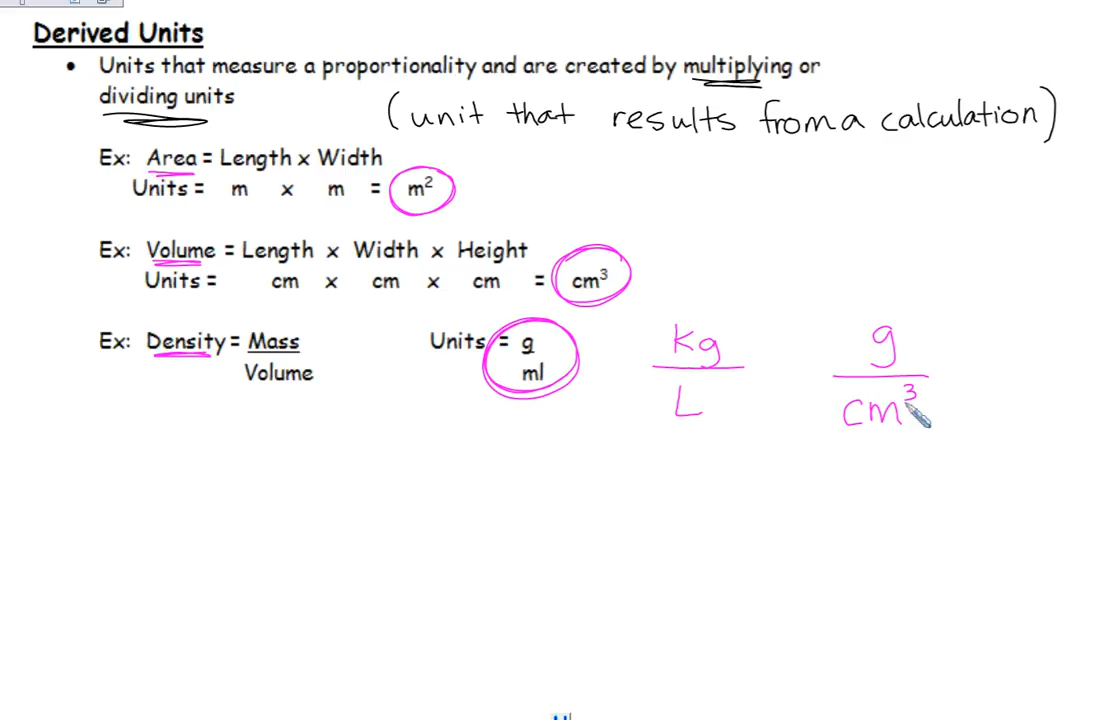 Derived Units
• Units that measure a proportionality and are created by multiplying or
dividing units
(unit that results from a calculation)
Ex: Area = Length x Width
Units = m x m = m²
Ex: Volume = Length x Width x Height
Units = cm x cm x cm = cm³
Ex: Density = Mass Units = g kg g
Volume ml L cm³